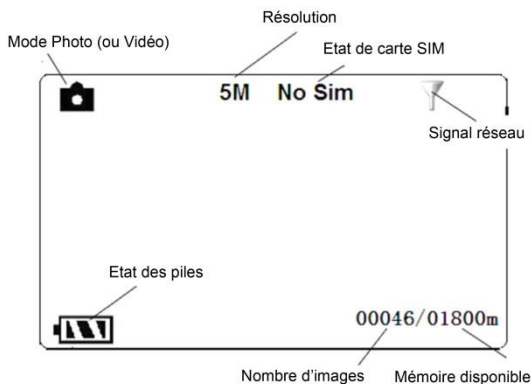 Résolution
Mode Photo (ou Vidéo)
Etat de carte SIM
5M No Sim
Signal réseau
Etat des piles
00046/01800m
Nombre d'images Mémoire disponible